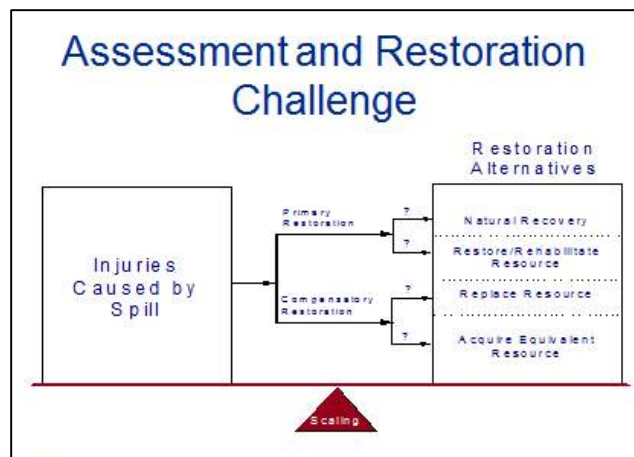 Assessment and Restoration
Challenge
Restoration
Alternatives
Injuries
Caused by
Spill
Primary
Restoration
?
?
Compensatory
Restoration
?
?
Natural Recovery
Restore/Rehabilitate
Resource
Replace Resource
Acquire Equivalent
Resource
Scaling